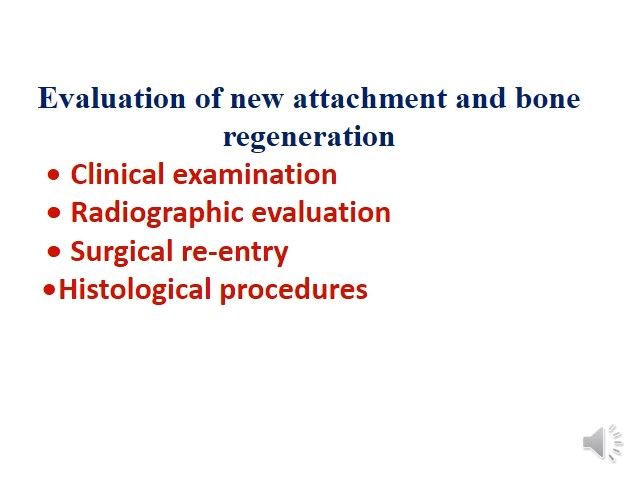 Evaluation of new attachment and bone
regeneration
• Clinical examination
• Radiographic evaluation
• Surgical re-entry
•Histological procedures